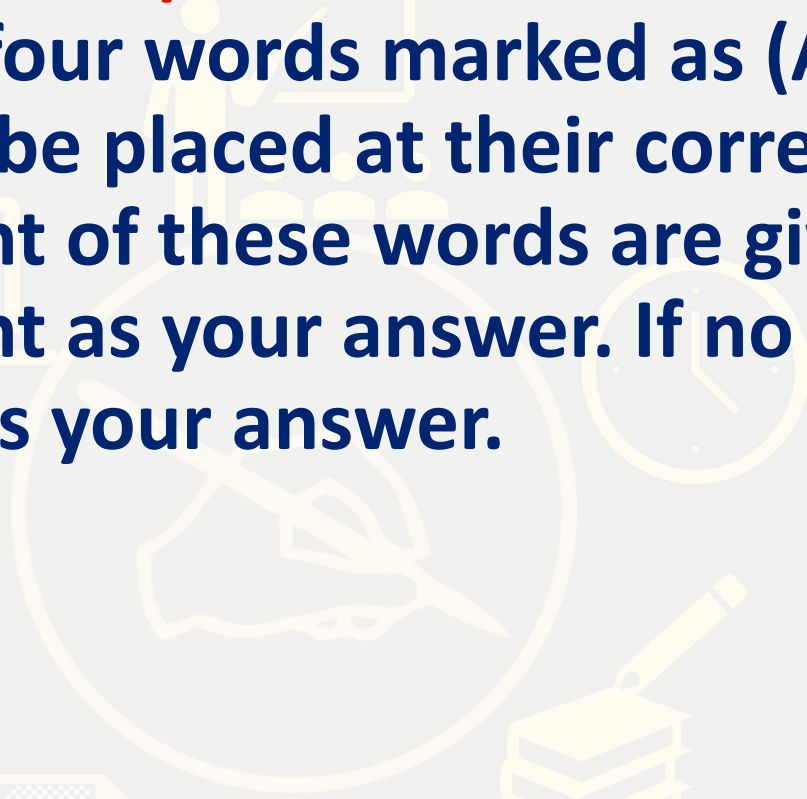 four words marked as (A
be placed at their corre
nt of these words are gi
nt as your answer. If no
s your answer.